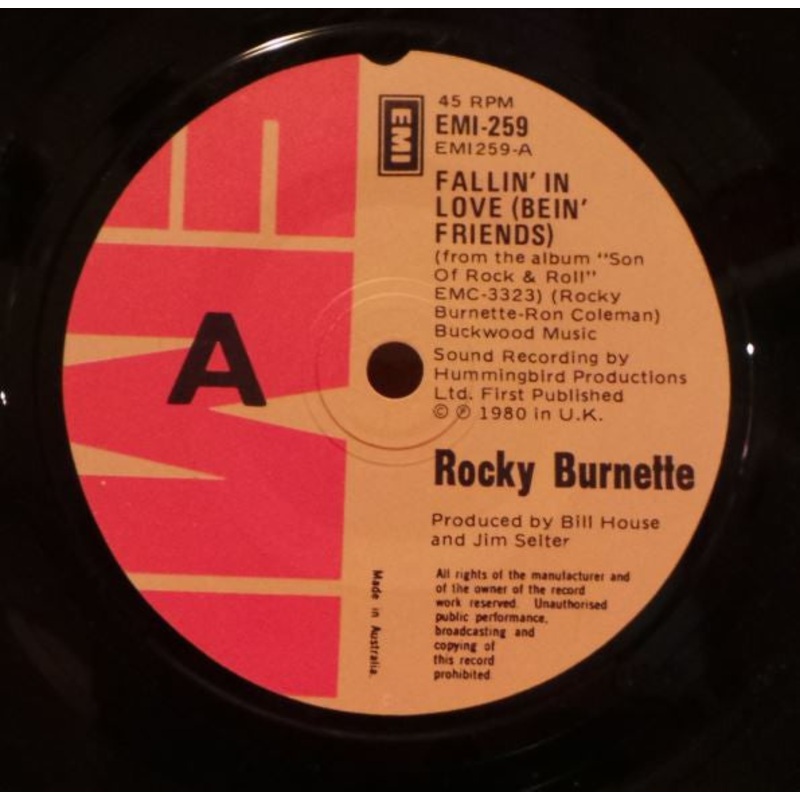 45 RPM
EMI
EMI-259
EMI259-A
FALLIN' IN
LOVE (BEIN'
FRIENDS)
(from the album "Son
Of Rock & Roll"
EMC-3323) (Rocky
Burnette-Ron Coleman)
Buckwood Music
Sound Recording by
Hummingbird Productions
Ltd. First Published
© ℗ 1980 in U.K.
EMI
A
Rocky Burnette
Produced by Bill House
and Jim Selter
Made in Australia.
All rights of the manufacturer and
of the owner of the record
work reserved. Unauthorised
public performance,
broadcasting and
copying of
this record
prohibited